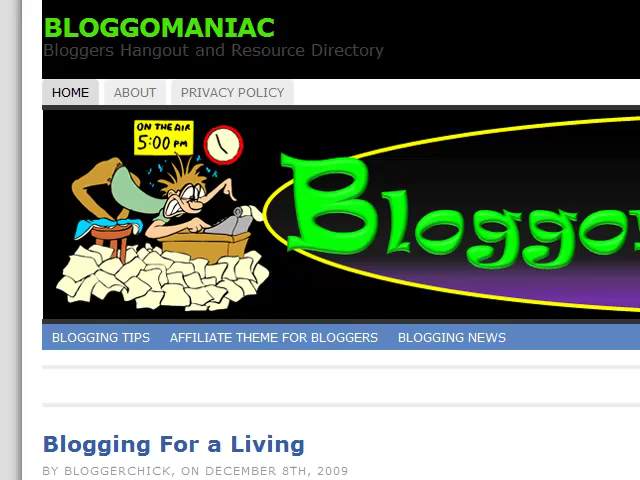 BLOGGOMANIAC
Bloggers Hangout and Resource Directory
HOME ABOUT PRIVACY POLICY
ON THE AIR
5:00 PM
BLOGGING TIPS AFFILIATE THEME FOR BLOGGERS BLOGGING NEWS
Blogging For a Living
BY BLOGGERCHICK, ON DECEMBER 8TH, 2009